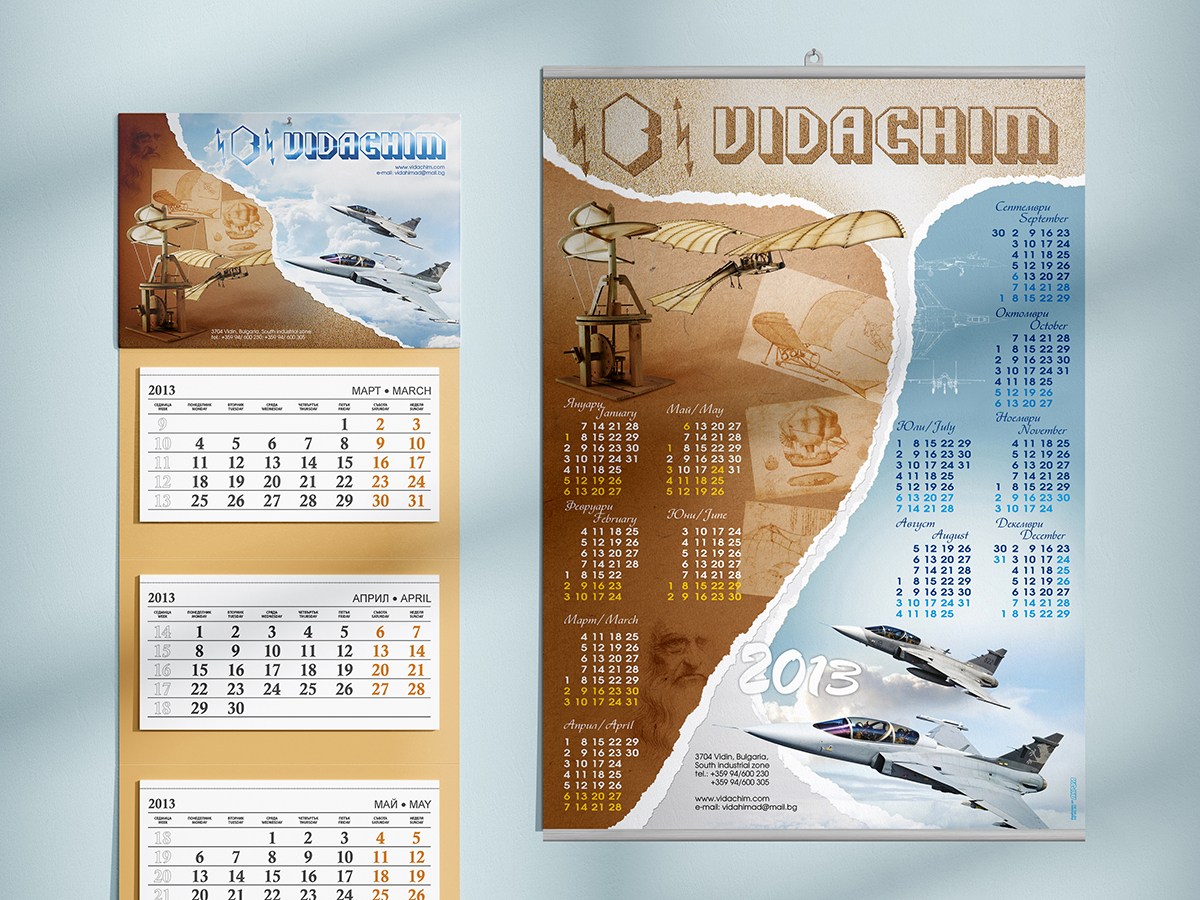 VIDACHIM
www.vidachim.com
e-mail: vidahimad@mail.bg
3704 Vidin, Bulgaria, South industrial zone
tel.: +359 94/ 600 230; +359 94/ 600 305
2013 МАРТ • MARCH
СЕДМИЦА ПОНЕДЕЛНИК ВТОРНИК СРЯДА ЧЕТВЪРТЪК ПЕТЪК СЪБОТА НЕДЕЛЯ
WEEK MONDAY TUESDAY WEDNESDAY THURSDAY FRIDAY SATURDAY SUNDAY
9 1 2 3
10 4 5 6 7 8 9 10
11 11 12 13 14 15 16 17
12 18 19 20 21 22 23 24
13 25 26 27 28 29 30 31
2013 АПРИЛ • APRIL
СЕДМИЦА ПОНЕДЕЛНИК ВТОРНИК СРЯДА ЧЕТВЪРТЪК ПЕТЪК СЪБОТА НЕДЕЛЯ
WEEK MONDAY TUESDAY WEDNESDAY THURSDAY FRIDAY SATURDAY SUNDAY
14 1 2 3 4 5 6 7
15 8 9 10 11 12 13 14
16 15 16 17 18 19 20 21
17 22 23 24 25 26 27 28
18 29 30
2013 МАЙ • MAY
СЕДМИЦА ПОНЕДЕЛНИК ВТОРНИК СРЯДА ЧЕТВЪРТЪК ПЕТЪК СЪБОТА НЕДЕЛЯ
WEEK MONDAY TUESDAY WEDNESDAY THURSDAY FRIDAY SATURDAY SUNDAY
18 1 2 3 4 5
19 6 7 8 9 10 11 12
20 13 14 15 16 17 18 19
21 20 21 22 23 24 25 26
VIDACHIM
Януари
January
7 14 21 28
1 8 15 22 29
2 9 16 23 30
3 10 17 24 31
4 11 18 25
5 12 19 26
6 13 20 27
Февруари
February
4 11 18 25
5 12 19 26
6 13 20 27
7 14 21 28
1 8 15 22
2 9 16 23
3 10 17 24
Март/March
4 11 18 25
5 12 19 26
6 13 20 27
7 14 21 28
1 8 15 22 29
2 9 16 23 30
3 10 17 24 31
Април/April
1 8 15 22 29
2 9 16 23 30
3 10 17 24
4 11 18 25
5 12 19 26
6 13 20 27
7 14 21 28
Май/May
6 13 20 27
7 14 21 28
1 8 15 22 29
2 9 16 23 30
3 10 17 24 31
4 11 18 25
5 12 19 26
Юни/June
3 10 17 24
4 11 18 25
5 12 19 26
6 13 20 27
7 14 21 28
1 8 15 22 29
2 9 16 23 30
Юли/July
1 8 15 22 29
2 9 16 23 30
3 10 17 24 31
4 11 18 25
5 12 19 26
6 13 20 27
7 14 21 28
Август
August
5 12 19 26
6 13 20 27
7 14 21 28
1 8 15 22 29
2 9 16 23 30
3 10 17 24 31
4 11 18 25
Септември
September
30 2 9 16 23
3 10 17 24
4 11 18 25
5 12 19 26
6 13 20 27
7 14 21 28
1 8 15 22 29
Октомври
October
7 14 21 28
1 8 15 22 29
2 9 16 23 30
3 10 17 24 31
4 11 18 25
5 12 19 26
6 13 20 27
Ноември
November
4 11 18 25
5 12 19 26
6 13 20 27
7 14 21 28
1 8 15 22 29
2 9 16 23 30
3 10 17 24
Декември
December
30 2 9 16 23
31 3 10 17 24
4 11 18 25
5 12 19 26
6 13 20 27
7 14 21 28
1 8 15 22 29
2013
3704 Vidin, Bulgaria,
South industrial zone
tel.: +359 94/600 230
+359 94/600 305
www.vidachim.com
e-mail: vidahimad@mail.bg